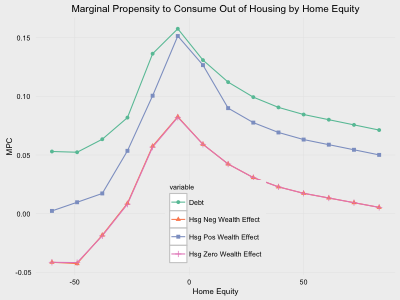 Marginal Propensity to Consume Out of Housing by Home Equity
0.15
0.10
0.05
0.00
-0.05
MPC
variable
Debt
Hsg Neg Wealth Effect
Hsg Pos Wealth Effect
Hsg Zero Wealth Effect
-50
0
50
Home Equity